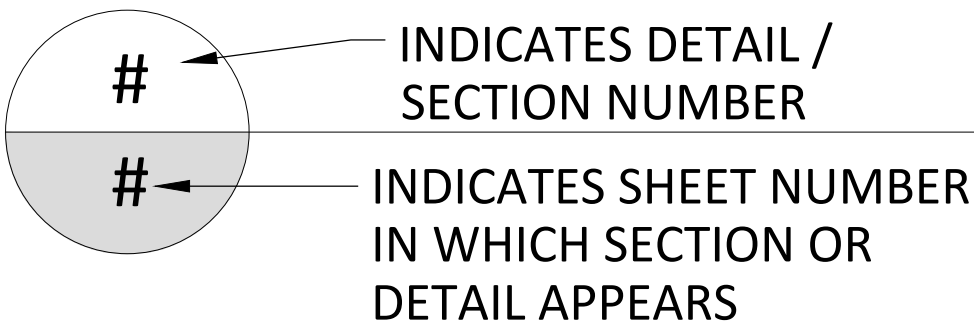 #
INDICATES DETAIL /
SECTION NUMBER
#
INDICATES SHEET NUMBER
IN WHICH SECTION OR
DETAIL APPEARS